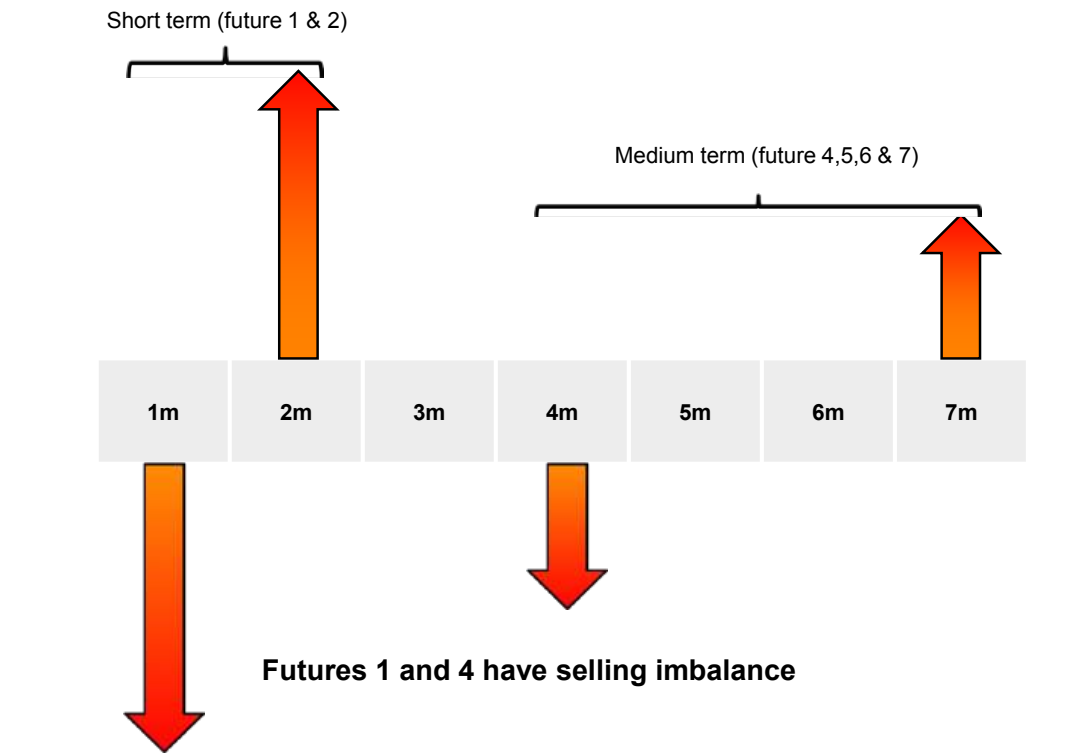 Short term (future 1 & 2)
Medium term (future 4,5,6 & 7)
1m 2m 3m 4m 5m 6m 7m
Futures 1 and 4 have selling imbalance